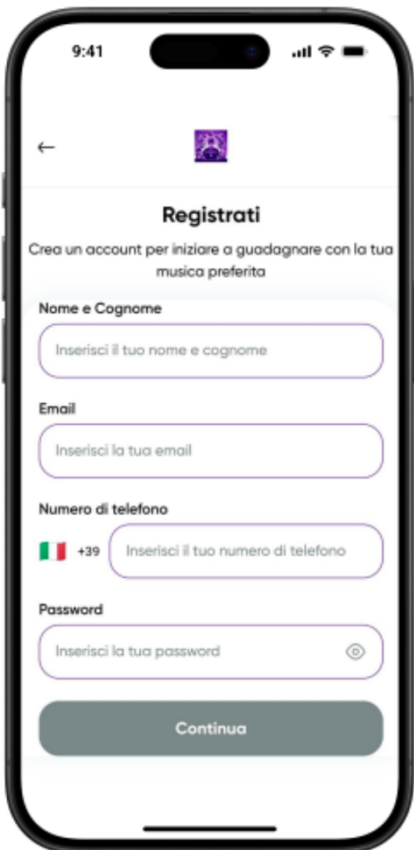 9:41
Registrati
Crea un account per iniziare a guadagnare con la tua
musica preferita
Nome e Cognome
Inserisci il tuo nome e cognome
Email
Inserisci la tua email
Numero di telefono
+39 Inserisci il tuo numero di telefono
Password
Inserisci la tua password
Continua